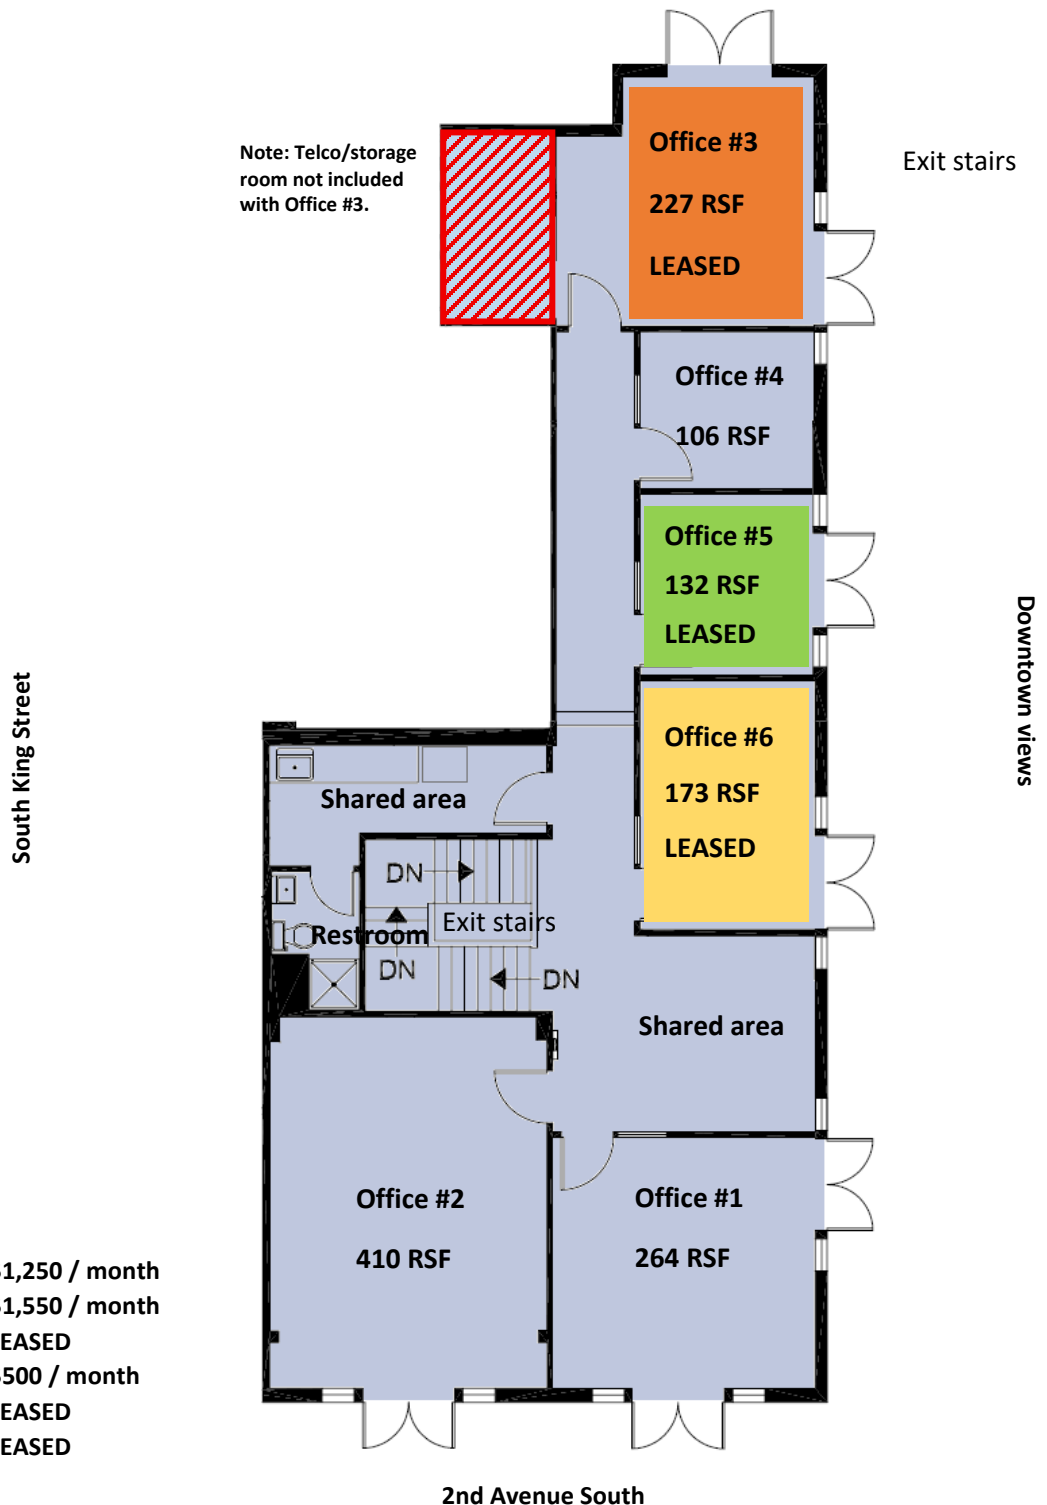 Office #3
227 RSF
LEASED
Note: Telco/storage
room not included
with Office #3.
Exit stairs
Office #4
106 RSF
Office #5
132 RSF
LEASED
Downtown views
South King Street
Office #6
173 RSF
LEASED
Shared area
DN
Exit stairs
Restroom
DN
DN
Shared area
Office #2
410 RSF
Office #1
264 RSF
1,250 / month
1,550 / month
EASED
500 / month
EASED
EASED
2nd Avenue South